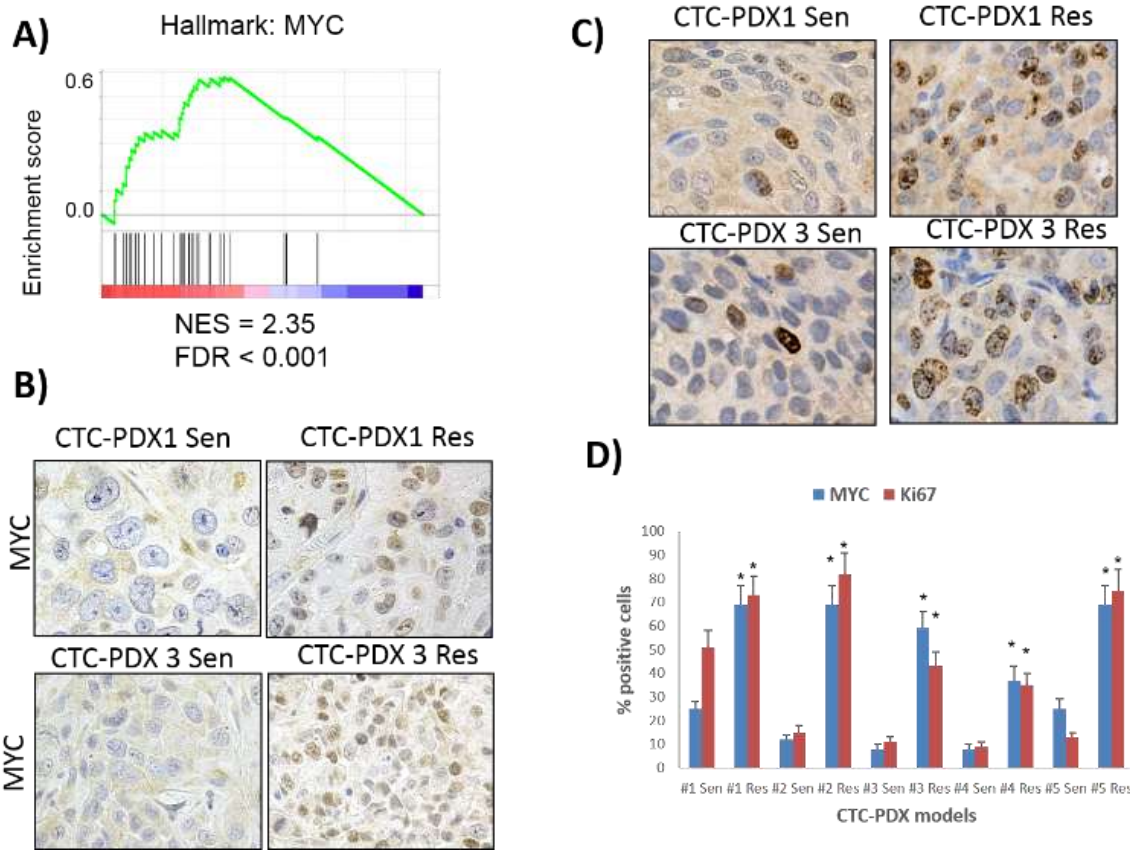 A)
Hallmark: MYC
Enrichment score
0.6
0.0
NES = 2.35
FDR < 0.001
B)
CTC-PDX1 Sen
CTC-PDX1 Res
MYC
CTC-PDX 3 Sen
CTC-PDX 3 Res
MYC
C)
CTC-PDX1 Sen
CTC-PDX1 Res
CTC-PDX 3 Sen
CTC-PDX 3 Res
D)
MYC Ki67
% positive cells
100
90
80
70
60
50
40
30
20
10
0
* * * * * * * * * *
#1 Sen #1 Res #2 Sen #2 Res #3 Sen #3 Res #4 Sen #4 Res #5 Sen #5 Res
CTC-PDX models